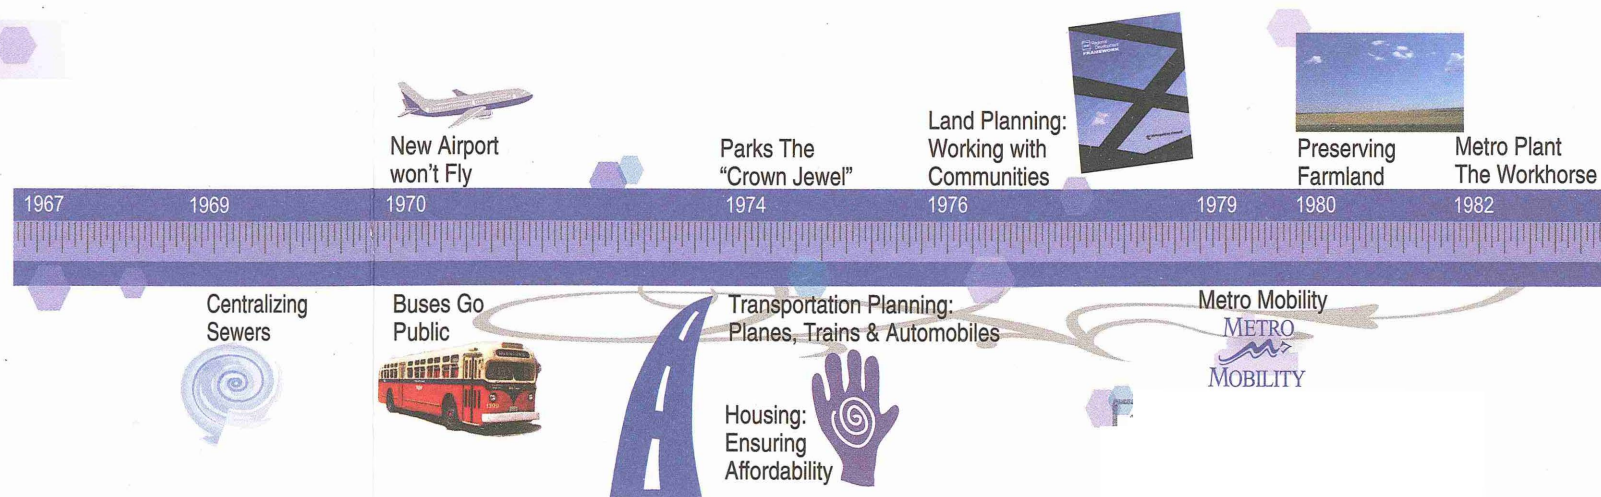 New Airport
won't Fly
Parks The
"Crown Jewel"
Land Planning:
Working with
Communities
FRAMEWORK
Preserving
Farmland
Metro Plant
The Workhorse
1967
1969
1970
1974
1976
1979
1980
1982
Centralizing
Sewers
Buses Go
Public
Transportation Planning:
Planes, Trains & Automobiles
Housing:
Ensuring
Affordability
Metro Mobility
METRO
MOBILITY